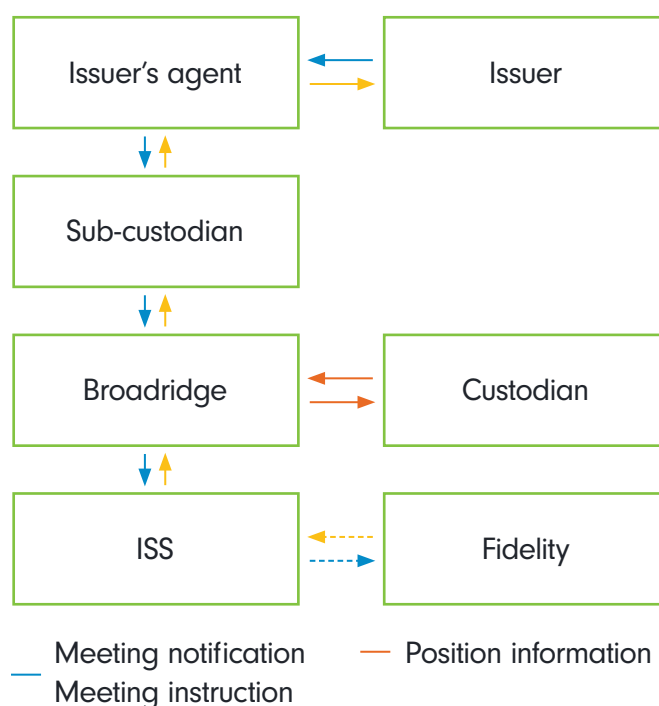 Issuer’s agent
Issuer
Sub-custodian
Broadridge
Custodian
ISS
Fidelity
Meeting notification
Position information
Meeting instruction